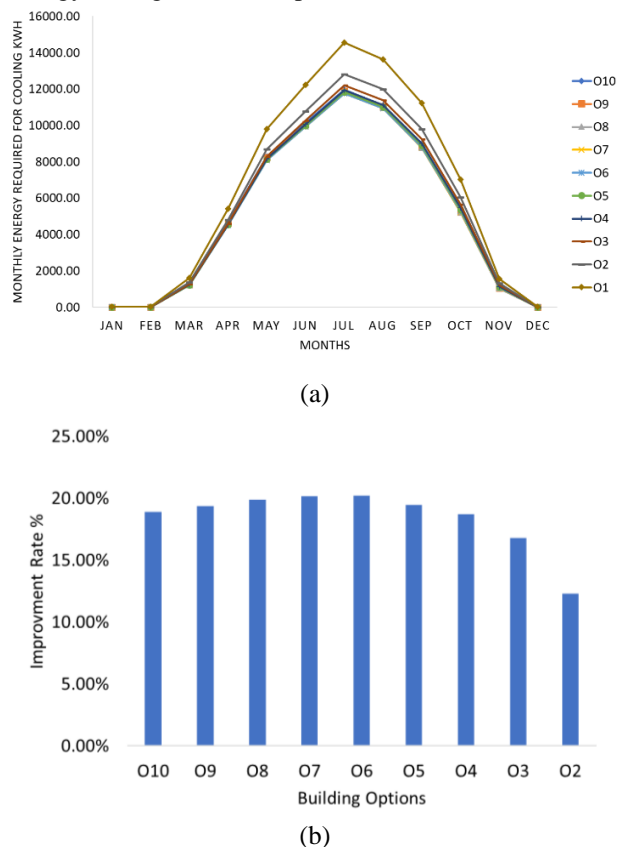 16000.00
14000.00
12000.00
10000.00
8000.00
6000.00
4000.00
2000.00
0.00
MONTHLY ENERGY REQUIRED FOR COOLING KWH
JAN FEB MAR APR MAY JUN JUL AUG SEP OCT NOV DEC
MONTHS
O10
O9
O8
O7
O6
O5
O4
O3
O2
O1
(a)
25.00%
20.00%
15.00%
10.00%
5.00%
0.00%
Improvment Rate %
O10 O9 O8 O7 O6 O5 O4 O3 O2
Building Options
(b)